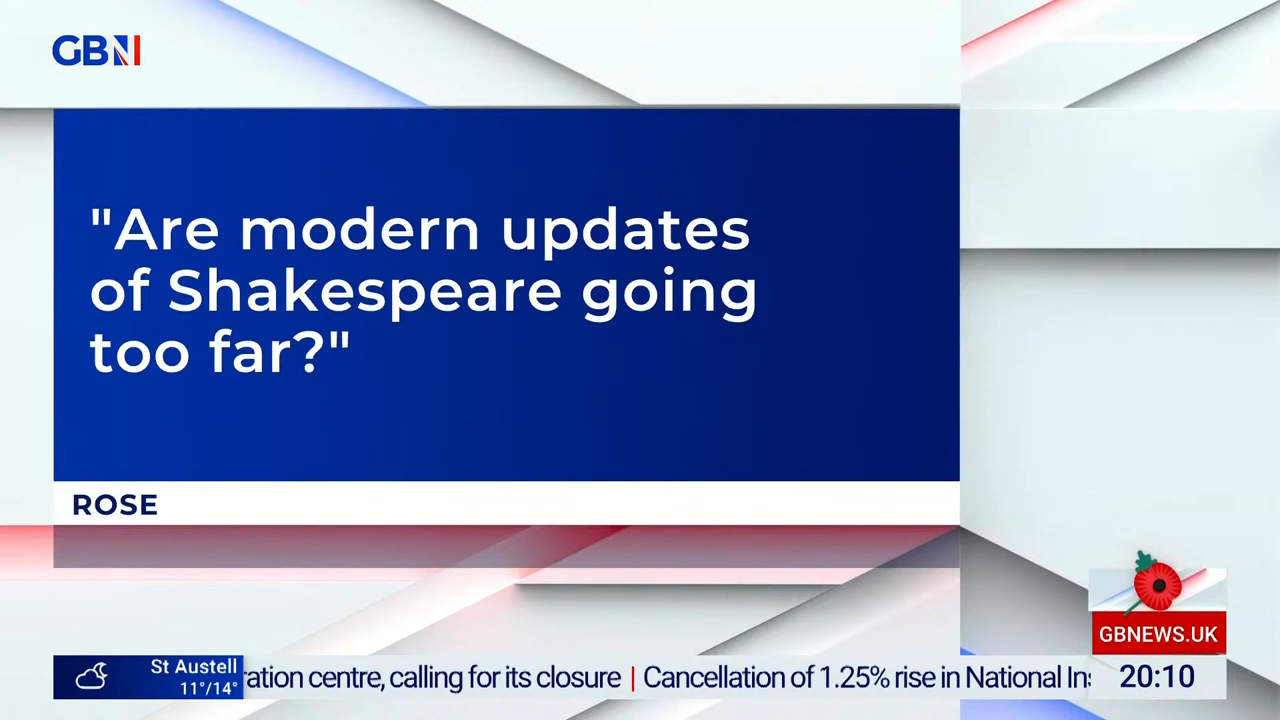 GBN
"Are modern updates
of Shakespeare going
too far?"
ROSE
GBNEWS.UK
St Austell
11°/14°
ration centre, calling for its closure | Cancellation of 1.25% rise in National Ins
20:10